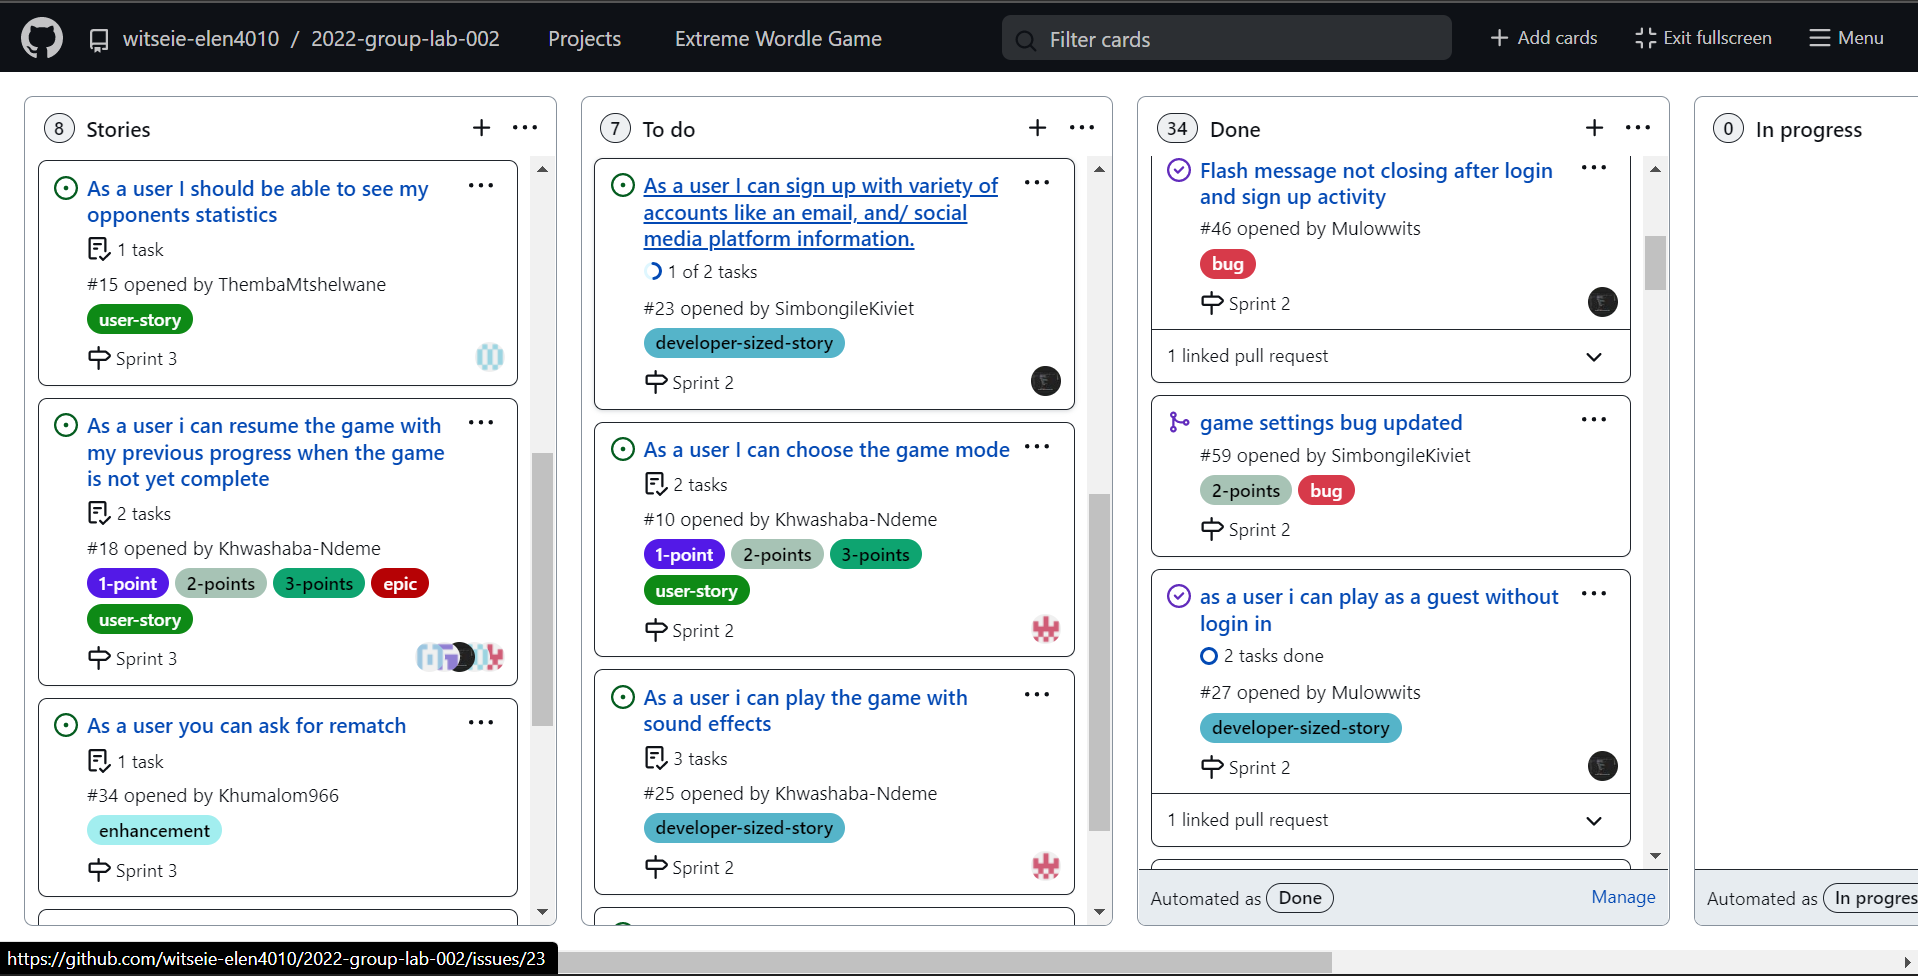 witseie-elen4010 / 2022-group-lab-002 Projects Extreme Wordle Game Filter cards Add cards Exit fullscreen Menu
8 Stories
As a user I should be able to see my
opponents statistics
1 task
#15 opened by ThembaMtshelwane
user-story
Sprint 3
As a user i can resume the game with
my previous progress when the game
is not yet complete
2 tasks
#18 opened by Khwashaba-Ndeme
1-point 2-points 3-points epic
user-story
Sprint 3
As a user you can ask for rematch
1 task
#34 opened by Khumalom966
enhancement
Sprint 3
7 To do
As a user I can sign up with variety of
accounts like an email, and/ social
media platform information.
1 of 2 tasks
#23 opened by SimbongileKiviet
developer-sized-story
Sprint 2
As a user I can choose the game mode
2 tasks
#10 opened by Khwashaba-Ndeme
1-point 2-points 3-points
user-story
Sprint 2
As a user i can play the game with
sound effects
3 tasks
#25 opened by Khwashaba-Ndeme
developer-sized-story
Sprint 2
34 Done
Flash message not closing after login
and sign up activity
#46 opened by Mulowwits
bug
Sprint 2
1 linked pull request
game settings bug updated
#59 opened by SimbongileKiviet
2-points bug
Sprint 2
as a user i can play as a guest without
login in
2 tasks done
#27 opened by Mulowwits
developer-sized-story
Sprint 2
1 linked pull request
Automated as Done Manage
0 In progress
Automated as In progres
https://github.com/witseie-elen4010/2022-group-lab-002/issues/23